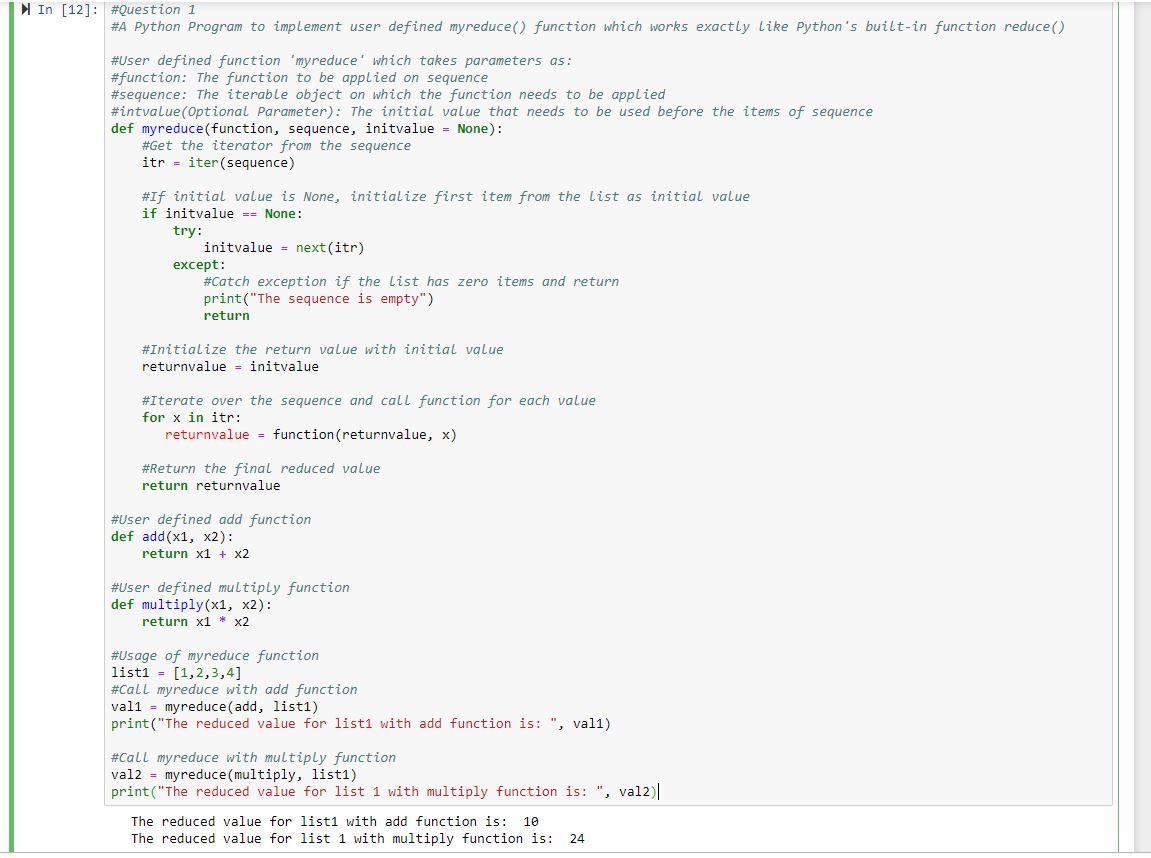 In [12]: #Question 1
#A Python Program to implement user defined myreduce() function which works exactly like Python's built-in function reduce()
#User defined function 'myreduce' which takes parameters as:
#function: The function to be applied on sequence
#sequence: The iterable object on which the function needs to be applied
#intvalue(Optional Parameter): The initial value that needs to be used before the items of sequence
def myreduce(function, sequence, initvalue = None):
    #Get the iterator from the sequence
    itr = iter(sequence)
    #If initial value is None, initialize first item from the list as initial value
    if initvalue == None:
        try:
            initvalue = next(itr)
        except:
            #Catch exception if the list has zero items and return
            print("The sequence is empty")
            return
    #Initialize the return value with initial value
    returnvalue = initvalue
    #Iterate over the sequence and call function for each value
    for x in itr:
       returnvalue = function(returnvalue, x)
    #Return the final reduced value
    return returnvalue
#User defined add function
def add(x1, x2):
    return x1 + x2
#User defined multiply function
def multiply(x1, x2):
    return x1 * x2
#Usage of myreduce function
list1 = [1,2,3,4]
#Call myreduce with add function
val1 = myreduce(add, list1)
print("The reduced value for list1 with add function is: ", val1)
#Call myreduce with multiply function
val2 = myreduce(multiply, list1)
print("The reduced value for list 1 with multiply function is: ", val2)
The reduced value for list1 with add function is:  10
The reduced value for list 1 with multiply function is:  24